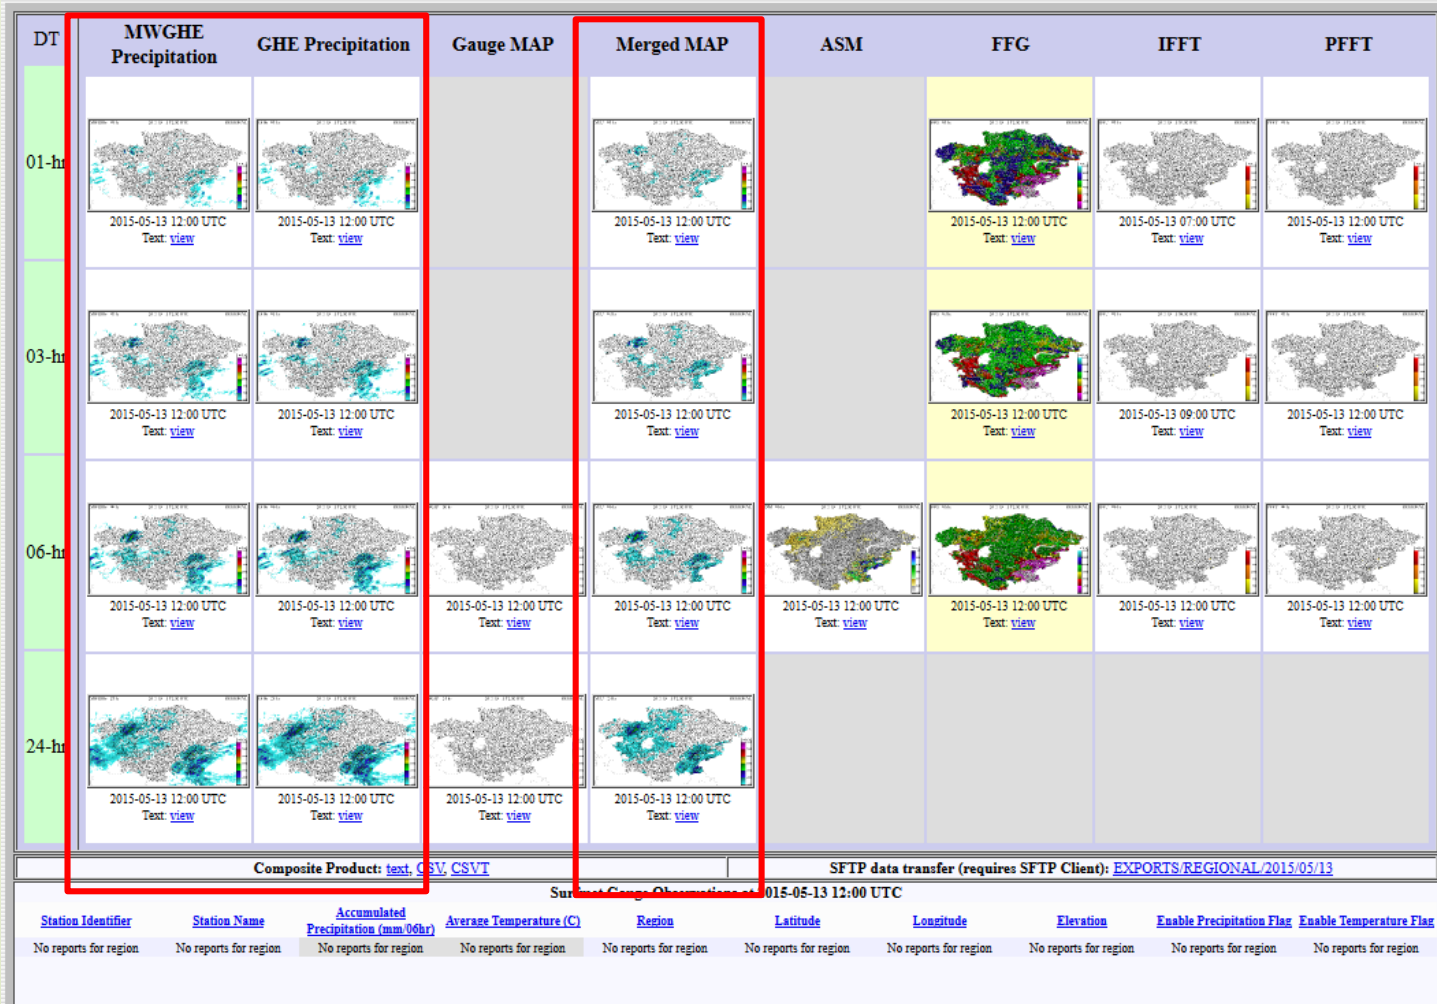 DT
MWGHE
Precipitation
GHE Precipitation
Gauge MAP
Merged MAP
ASM
FFG
IFFT
PFFT
01-hr
2015-05-13 12:00 UTC
Text: view
2015-05-13 12:00 UTC
Text: view
2015-05-13 12:00 UTC
Text: view
2015-05-13 12:00 UTC
Text: view
2015-05-13 07:00 UTC
Text: view
2015-05-13 12:00 UTC
Text: view
03-hr
2015-05-13 12:00 UTC
Text: view
2015-05-13 12:00 UTC
Text: view
2015-05-13 12:00 UTC
Text: view
2015-05-13 12:00 UTC
Text: view
2015-05-13 09:00 UTC
Text: view
2015-05-13 12:00 UTC
Text: view
06-hr
2015-05-13 12:00 UTC
Text: view
2015-05-13 12:00 UTC
Text: view
2015-05-13 12:00 UTC
Text: view
2015-05-13 12:00 UTC
Text: view
2015-05-13 12:00 UTC
Text: view
2015-05-13 12:00 UTC
Text: view
2015-05-13 12:00 UTC
Text: view
2015-05-13 12:00 UTC
Text: view
24-hr
2015-05-13 12:00 UTC
Text: view
2015-05-13 12:00 UTC
Text: view
2015-05-13 12:00 UTC
Text: view
2015-05-13 12:00 UTC
Text: view
Composite Product: text, CSV, CSVT
SFTP data transfer (requires SFTP Client): EXPORTS/REGIONAL/2015/05/13
Gauge Observations at 2015-05-13 12:00 UTC
Station Identifier
Station Name
Accumulated
Precipitation (mm/06hr)
Average Temperature (C)
Region
Latitude
Longitude
Elevation
Enable Precipitation Flag
Enable Temperature Flag
No reports for region
No reports for region
No reports for region
No reports for region
No reports for region
No reports for region
No reports for region
No reports for region
No reports for region
No reports for region